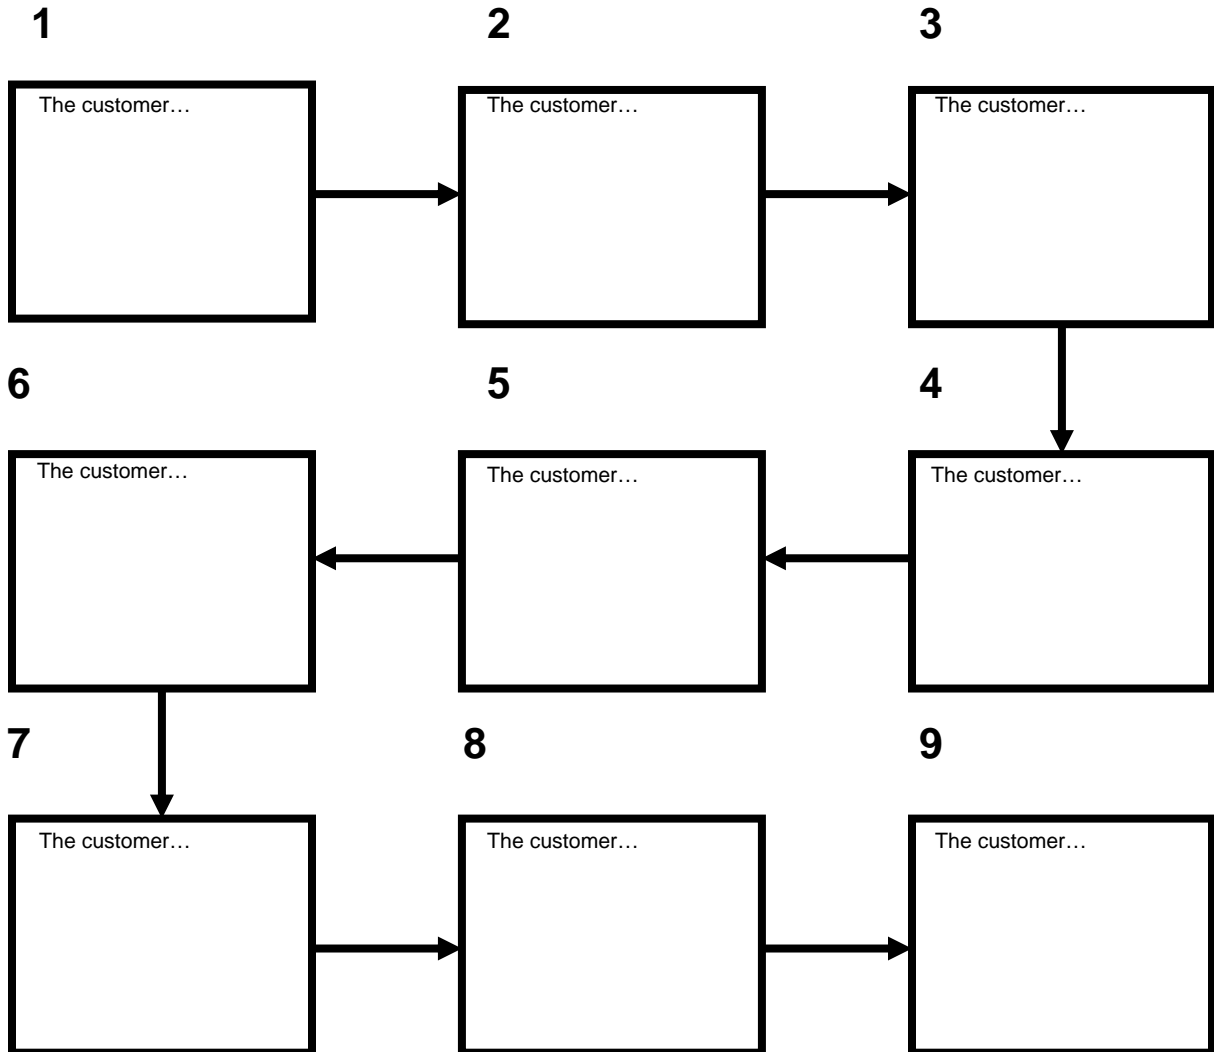 1
2
3
The customer…
The customer…
The customer…
6
5
4
The customer…
The customer…
The customer…
7
8
9
The customer…
The customer…
The customer…